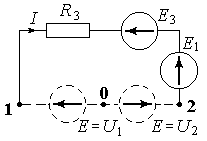 I R₃ E₃
E₁
1 0 2
E = U₁ E = U₂